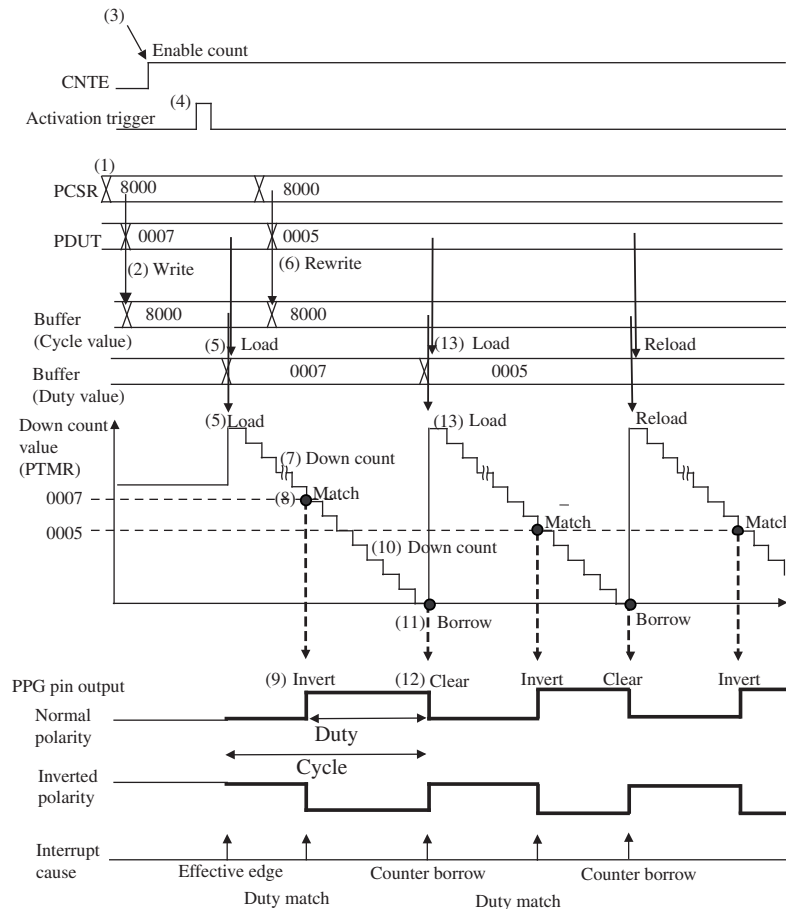 (3)
Enable count
CNTE
(4)
Activation trigger
(1)
PCSR 8000 8000
PDUT 0007 0005
(2) Write (6) Rewrite
Buffer
(Cycle value)
8000 8000
(5) Load (13) Load Reload
Buffer
(Duty value)
0007 0005
Down count
value
(PTMR)
(5) Load (13) Load Reload
(7) Down count
0007 (8) Match
0005 Match Match
(10) Down count
(11) Borrow Borrow
PPG pin output
(9) Invert (12) Clear Invert Clear Invert
Normal
polarity
Duty
Cycle
Inverted
polarity
Interrupt
cause
Effective edge Counter borrow Counter borrow
Duty match Duty match